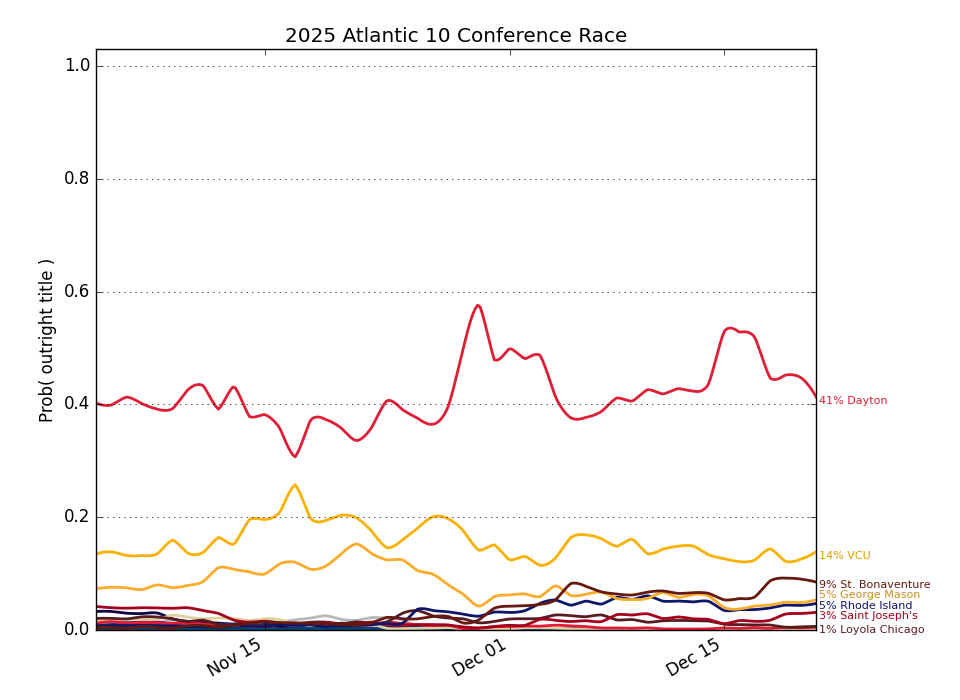 2025 Atlantic 10 Conference Race
Prob( outright title )
1.0
0.8
0.6
0.4
0.2
0.0
Nov 15
Dec 01
Dec 15
41% Dayton
14% VCU
9% St. Bonaventure
5% George Mason
5% Rhode Island
3% Saint Joseph's
1% Loyola Chicago